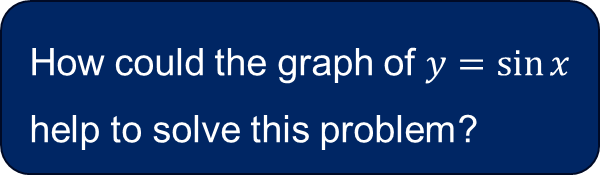 How could the graph of y = sin x
help to solve this problem?